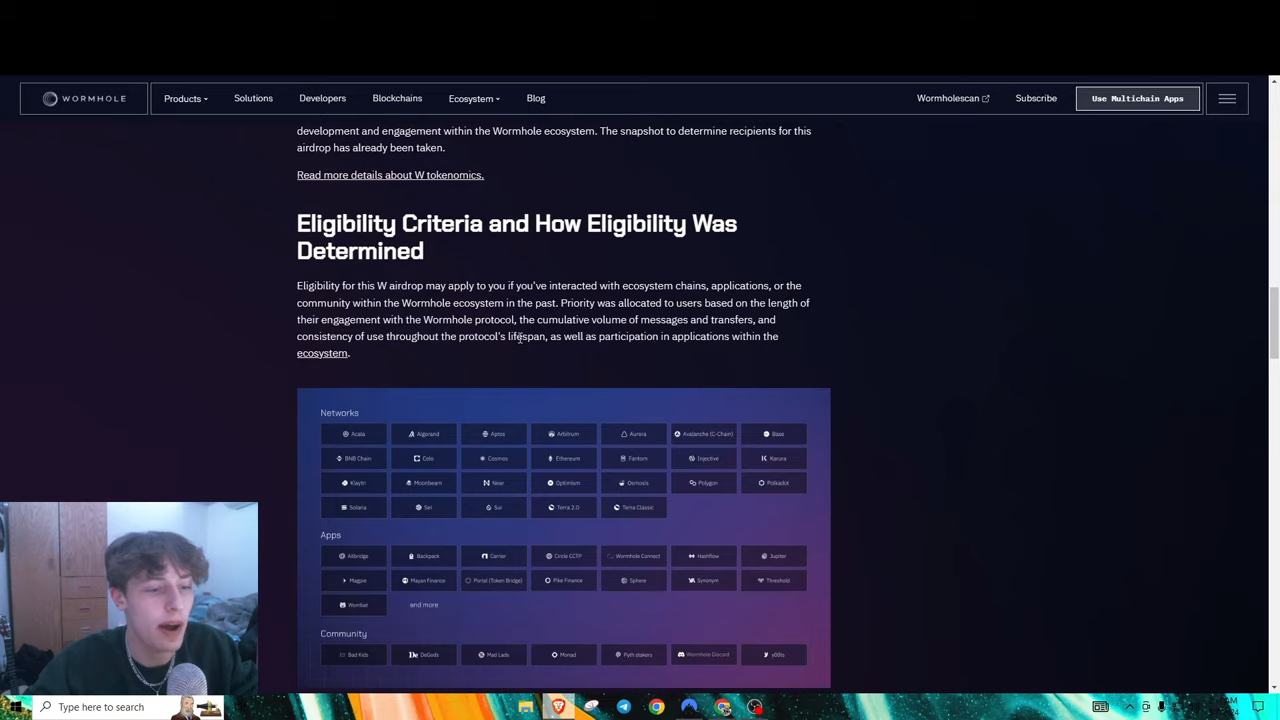 WORMHOLE
Products
Solutions
Developers
Blockchains
Ecosystem
Blog
Wormholescan
Subscribe
Use Multichain Apps
development and engagement within the Wormhole ecosystem. The snapshot to determine recipients for this
airdrop has already been taken.
Read more details about W tokenomics.
Eligibility Criteria and How Eligibility Was
Determined
Eligibility for this W airdrop may apply to you if you've interacted with ecosystem chains, applications, or the
community within the Wormhole ecosystem in the past. Priority was allocated to users based on the length of
their engagement with the Wormhole protocol, the cumulative volume of messages and transfers, and
consistency of use throughout the protocol's lifespan, as well as participation in applications within the
ecosystem.
Networks
Acala Algorand Aptos Arbitrum Aurora Avalanche (C-Chain) Base
BNB Chain Celo Cosmos Ethereum Fantom Injective Karura
Klaytn Moonbeam Near Optimism Osmosis Polygon Polkadot
Solana Sei Sui Terra 2.0 Terra Classic
Apps
Allbridge Backpack Carrier Circle CCTP Wormhole Connect Hashflow Jupiter
Magpie Mayan Finance Portal (Token Bridge) Pike Finance Sphere Synonym Threshold
Wombat and more
Community
Bad Kids DeGods Mad Lads Monad Pyth stakers Wormhole Discord y00ts
Type here to search